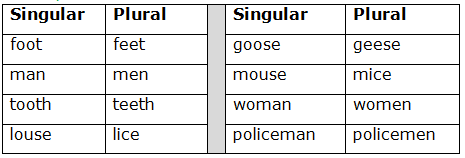 Singular Plural Singular Plural
foot feet goose geese
man men mouse mice
tooth teeth woman women
louse lice policeman policemen